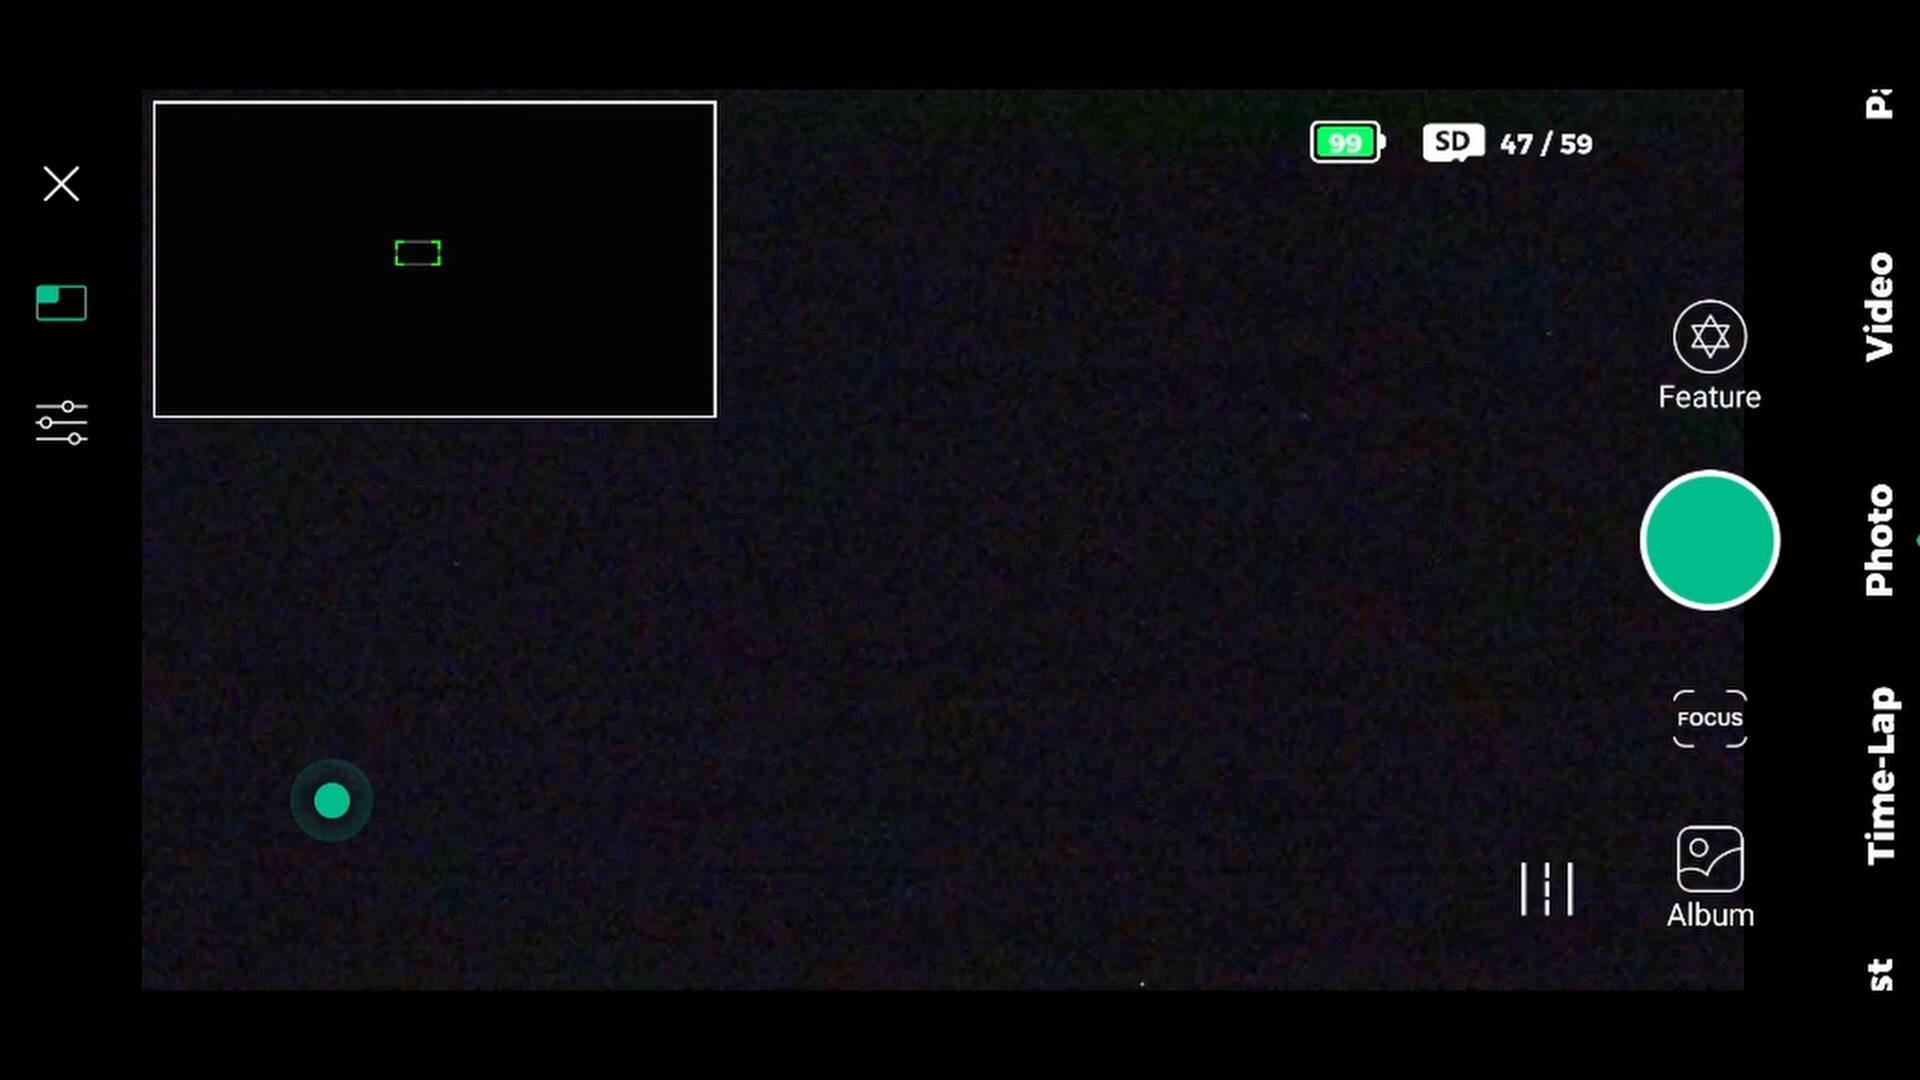 99
SD 47 / 59
Feature
FOCUS
Album
Video
Photo
Time-Lap
st